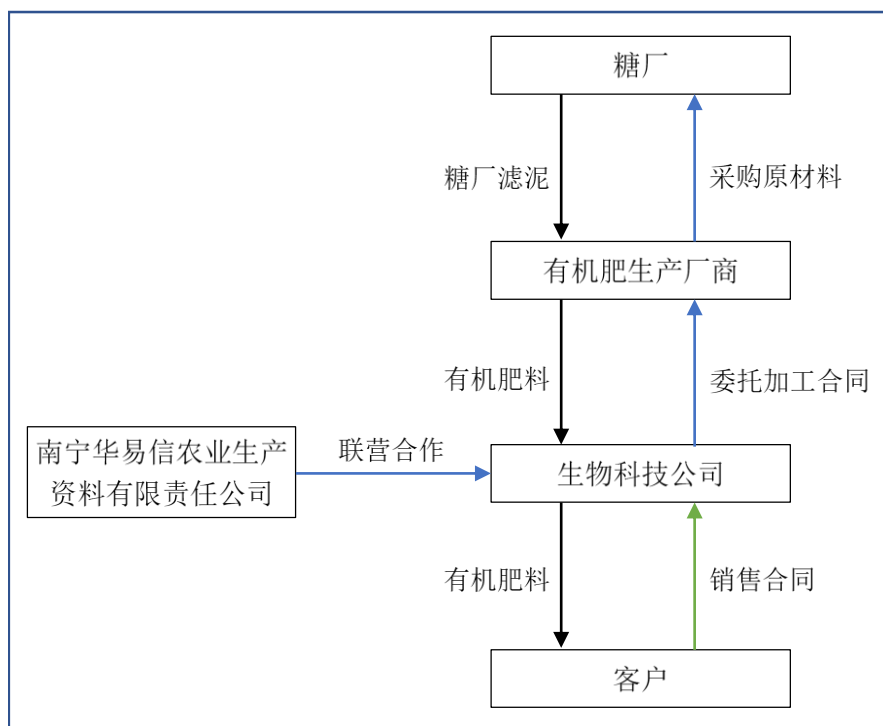 糖厂
糖厂滤泥
采购原材料
有机肥生产厂商
有机肥料
委托加工合同
南宁华易信农业生产
资料有限责任公司
联营合作
生物科技公司
有机肥料
销售合同
客户